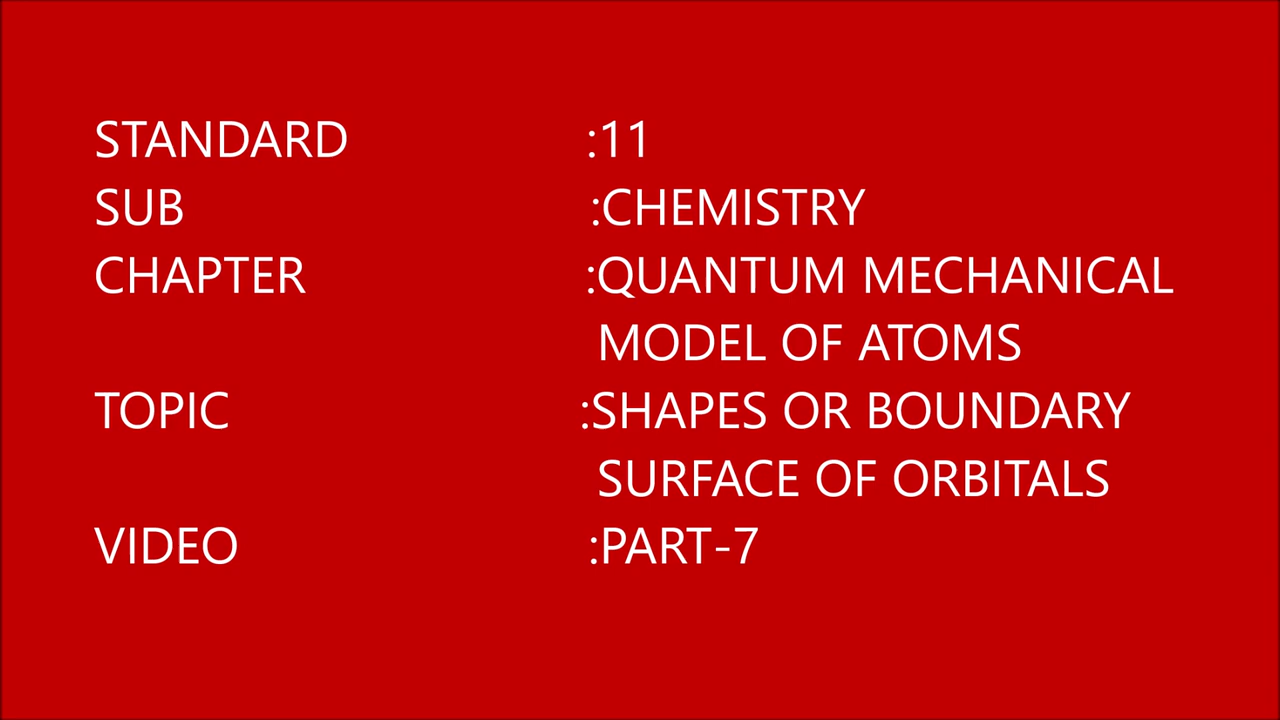 STANDARD :11
SUB :CHEMISTRY
CHAPTER :QUANTUM MECHANICAL
MODEL OF ATOMS
TOPIC :SHAPES OR BOUNDARY
SURFACE OF ORBITALS
VIDEO :PART-7